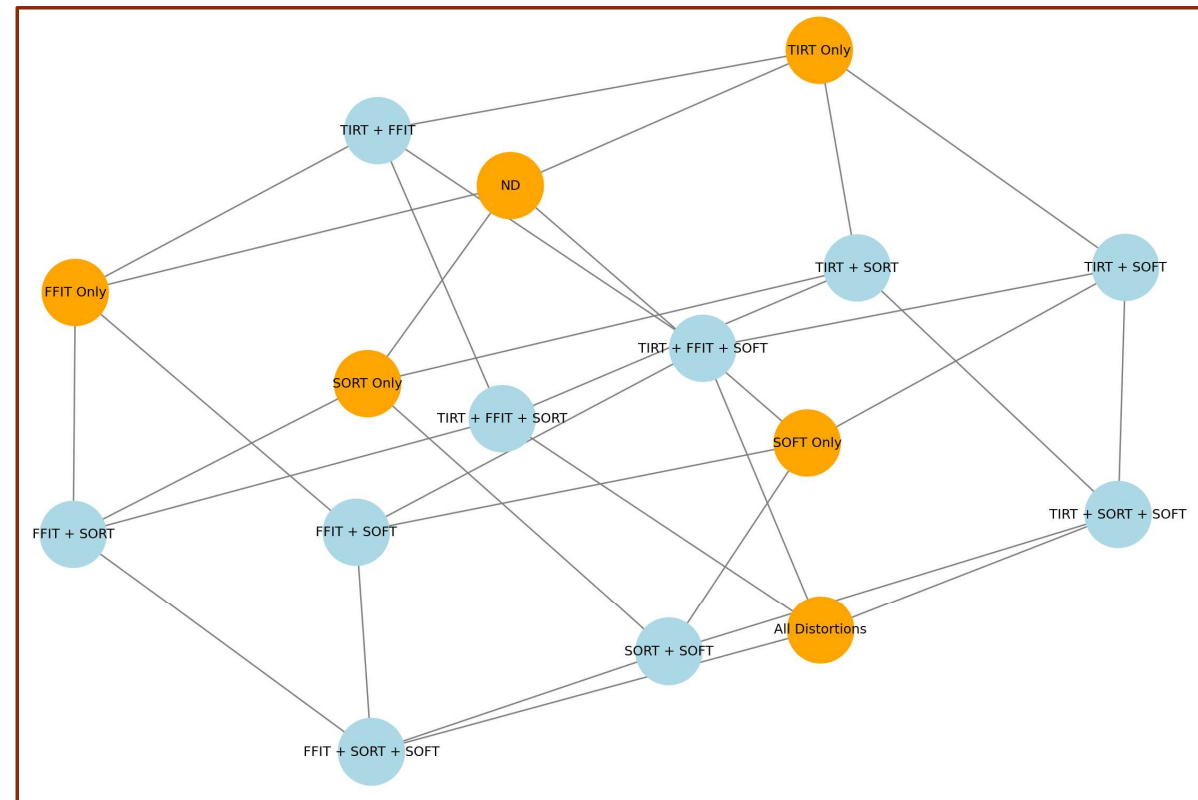 TIRT Only
TIRT + FFIT
ND
TIRT + SORT
TIRT + SOFT
FFIT Only
TIRT + FFIT + SOFT
SORT Only
TIRT + FFIT + SORT
SOFT Only
TIRT + SORT + SOFT
FFIT + SORT
FFIT + SOFT
All Distortions
SORT + SOFT
FFIT + SORT + SOFT